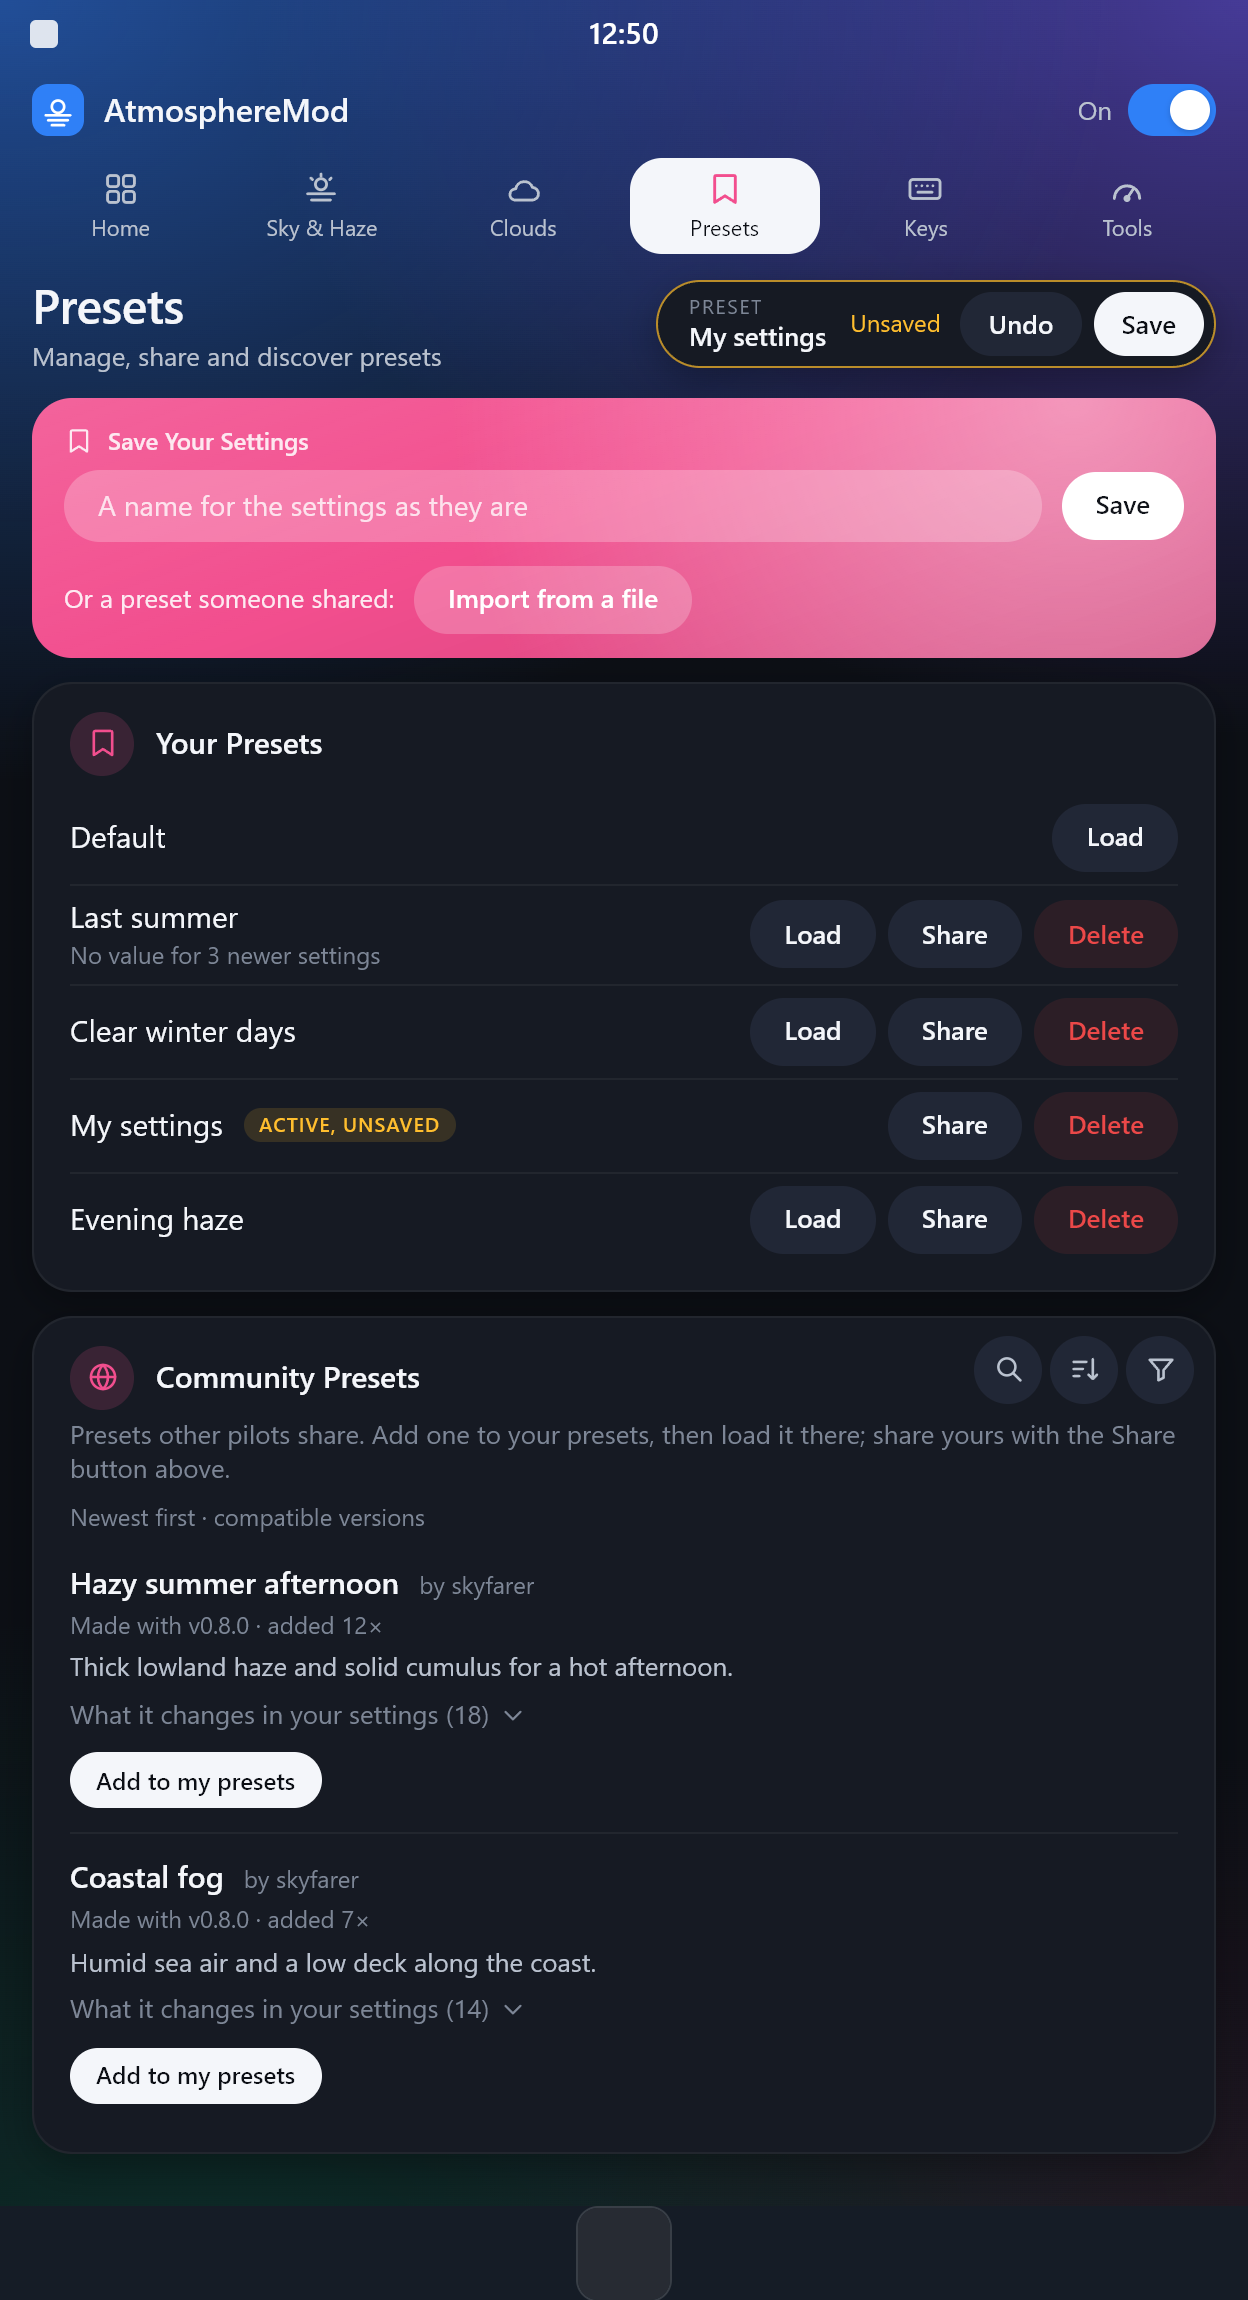 12:50
AtmosphereMod
On
Home
Sky & Haze
Clouds
Presets
Keys
Tools
Presets
Manage, share and discover presets
PRESET
My settings
Unsaved
Undo
Save
Save Your Settings
A name for the settings as they are
Save
Or a preset someone shared:
Import from a file
Your Presets
Default
Load
Last summer
No value for 3 newer settings
Load
Share
Delete
Clear winter days
Load
Share
Delete
My settings
ACTIVE, UNSAVED
Share
Delete
Evening haze
Load
Share
Delete
Community Presets
Presets other pilots share. Add one to your presets, then load it there; share yours with the Share
button above.
Newest first · compatible versions
Hazy summer afternoon by skyfarer
Made with v0.8.0 · added 12×
Thick lowland haze and solid cumulus for a hot afternoon.
What it changes in your settings (18)
Add to my presets
Coastal fog by skyfarer
Made with v0.8.0 · added 7×
Humid sea air and a low deck along the coast.
What it changes in your settings (14)
Add to my presets